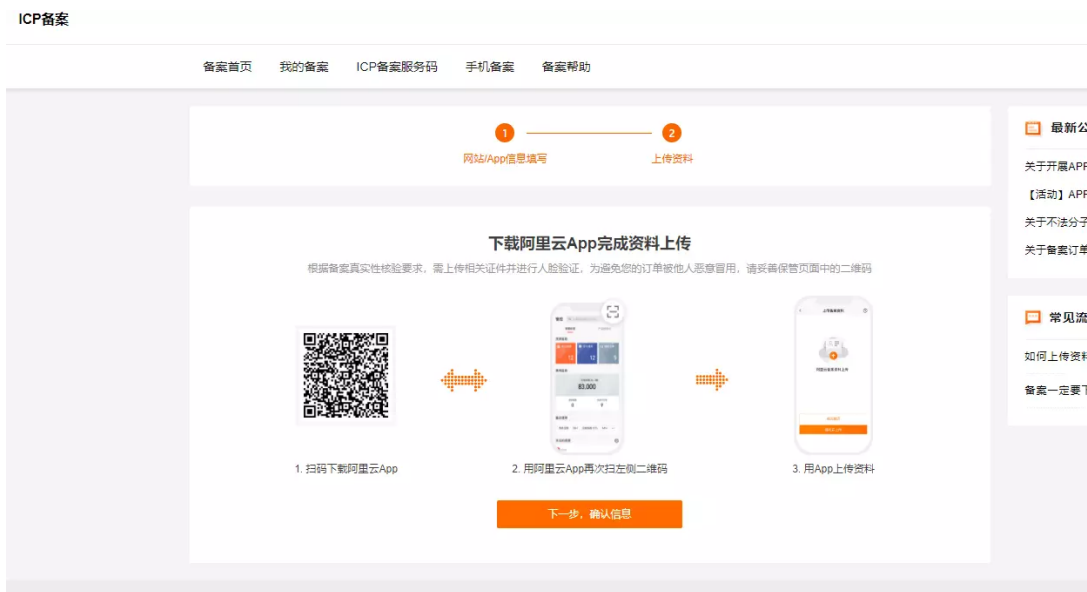 ICP备案
备案首页 我的备案 ICP备案服务码 手机备案 备案帮助
1 2
网站/App信息填写 上传资料
下载阿里云App完成资料上传
根据备案真实性核验要求，需上传相关证件并进行人脸验证，为避免您的订单被他人恶意冒用，请妥善保管页面中的二维码
83,000
上传备案资料
1. 扫码下载阿里云App
2. 用阿里云App再次扫左侧二维码
3. 用App上传资料
下一步，确认信息
最新公
关于开展APP
【活动】APP
关于不法分子
关于备案订单
常见流
如何上传资料
备案一定要下